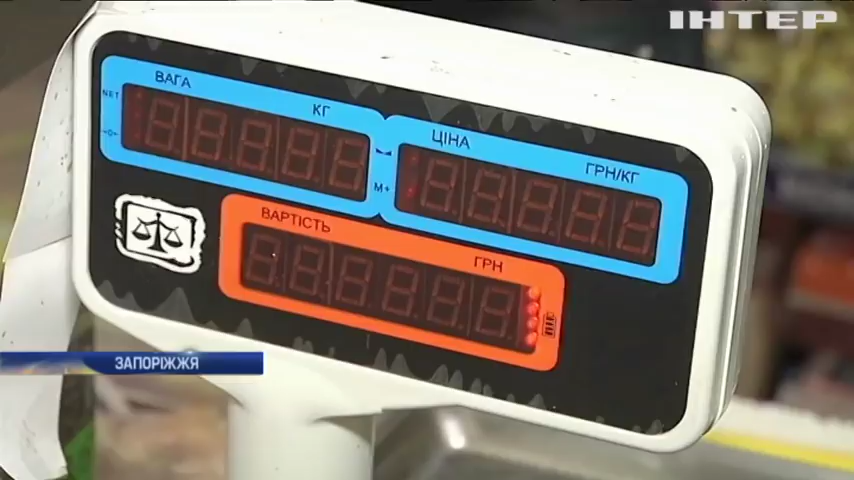 ІНТЕР
ВАГА
КГ
NET
→0←
ЦІНА
ГРН/КГ
М+
ВАРТІСТЬ
ГРН
ЗАПОРІЖЖЯ